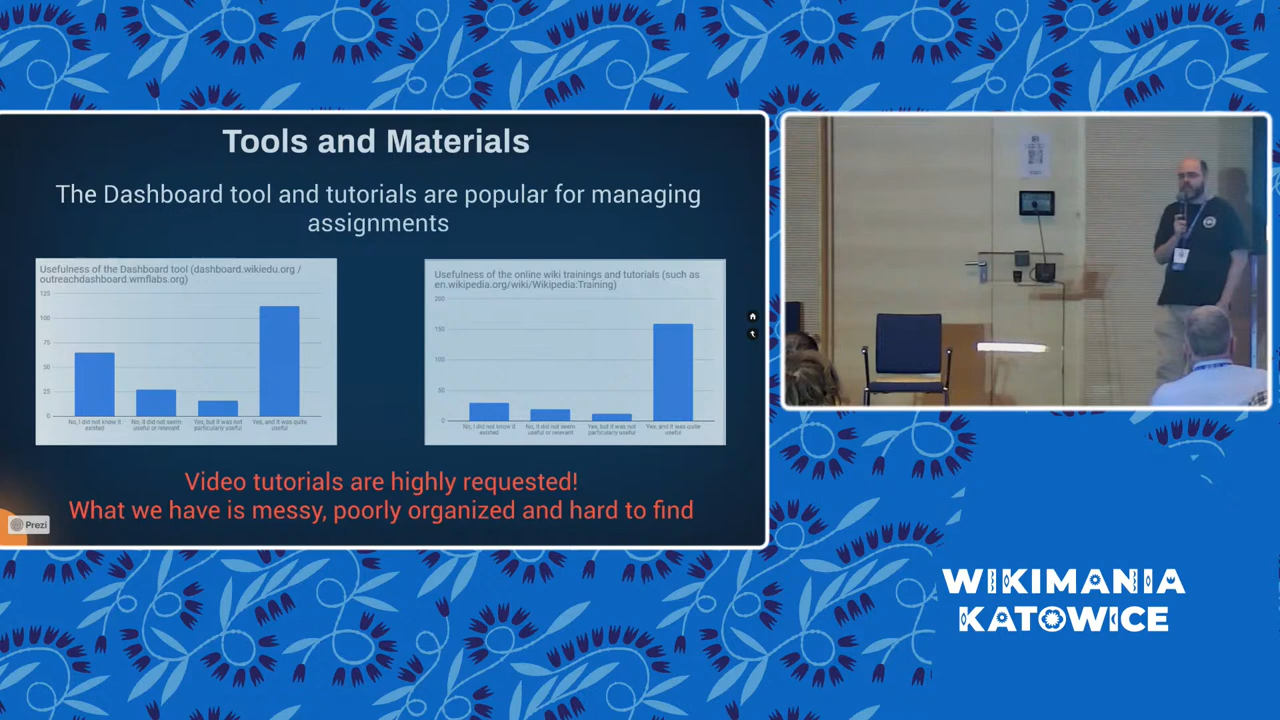 Tools and Materials
The Dashboard tool and tutorials are popular for managing
assignments
Usefulness of the Dashboard tool (dashboard.wikiedu.org /
outreachdashboard.wmflabs.org)
125
100
75
50
25
0
No, I did not know it
existed
No, it did not seem
useful or relevant
Yes, but it was not
particularly useful
Yes, and it was quite
useful
Usefulness of the online wiki trainings and tutorials (such as
en.wikipedia.org/wiki/Wikipedia:Training)
200
150
100
50
0
No, I did not know it
existed
No, it did not seem
useful or relevant
Yes, but it was not
particularly useful
Yes, and it was quite
useful
Video tutorials are highly requested!
What we have is messy, poorly organized and hard to find
Prezi
WIKIMANIA
KATOWICE